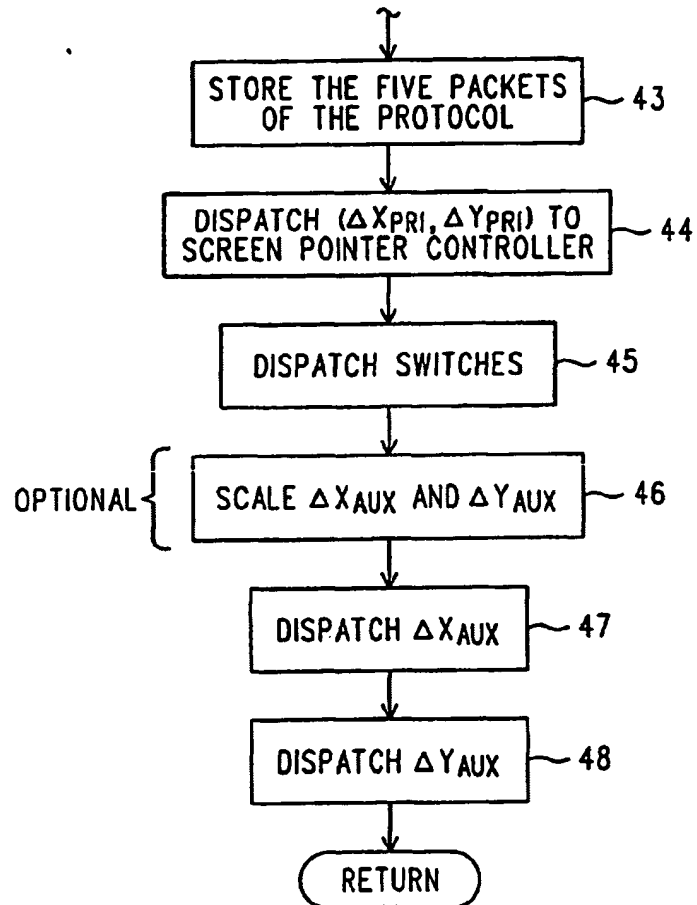 STORE THE FIVE PACKETS
OF THE PROTOCOL
43
DISPATCH (ΔXPRI, ΔYPRI) TO
SCREEN POINTER CONTROLLER
44
DISPATCH SWITCHES
45
OPTIONAL
SCALE ΔXAUX AND ΔYAUX
46
DISPATCH ΔXAUX
47
DISPATCH ΔYAUX
48
RETURN